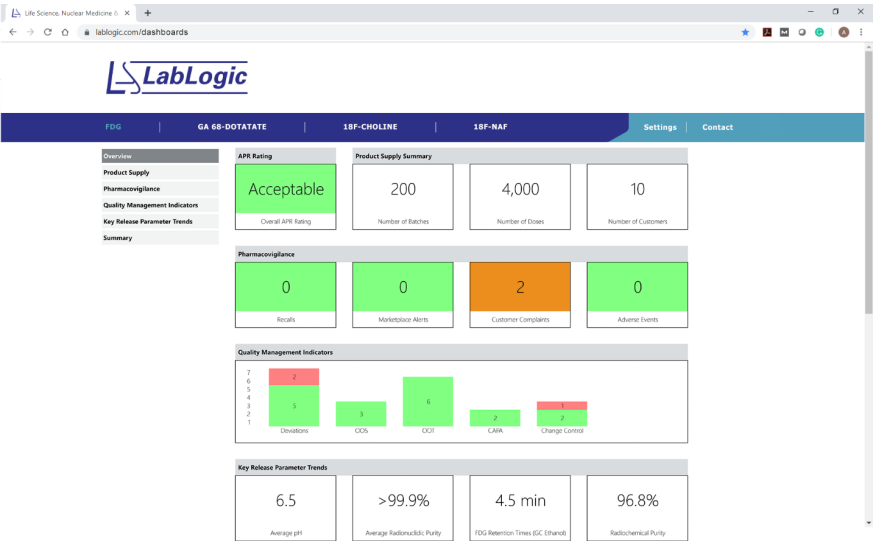 Life Science, Nuclear Medicine &
lablogic.com/dashboards
LabLogic
FDG
GA 68-DOTATATE
18F-CHOLINE
18F-NAF
Settings
Contact
Overview
Product Supply
Pharmacovigilance
Quality Management Indicators
Key Release Parameter Trends
Summary
APR Rating
Product Supply Summary
Acceptable
200
4,000
10
Overall APR Rating
Number of Batches
Number of Doses
Number of Customers
Pharmacovigilance
0
0
2
0
Recalls
Marketplace Alerts
Customer Complaints
Adverse Events
Quality Management Indicators
7
6
5
4
3
2
1
2
5
3
6
2
1
2
Deviations
OOS
OOT
CAPA
Change Control
Key Release Parameter Trends
6.5
>99.9%
4.5 min
96.8%
Average pH
Average Radionuclidic Purity
FDG Retention Times (GC Ethanol)
Radiochemical Purity